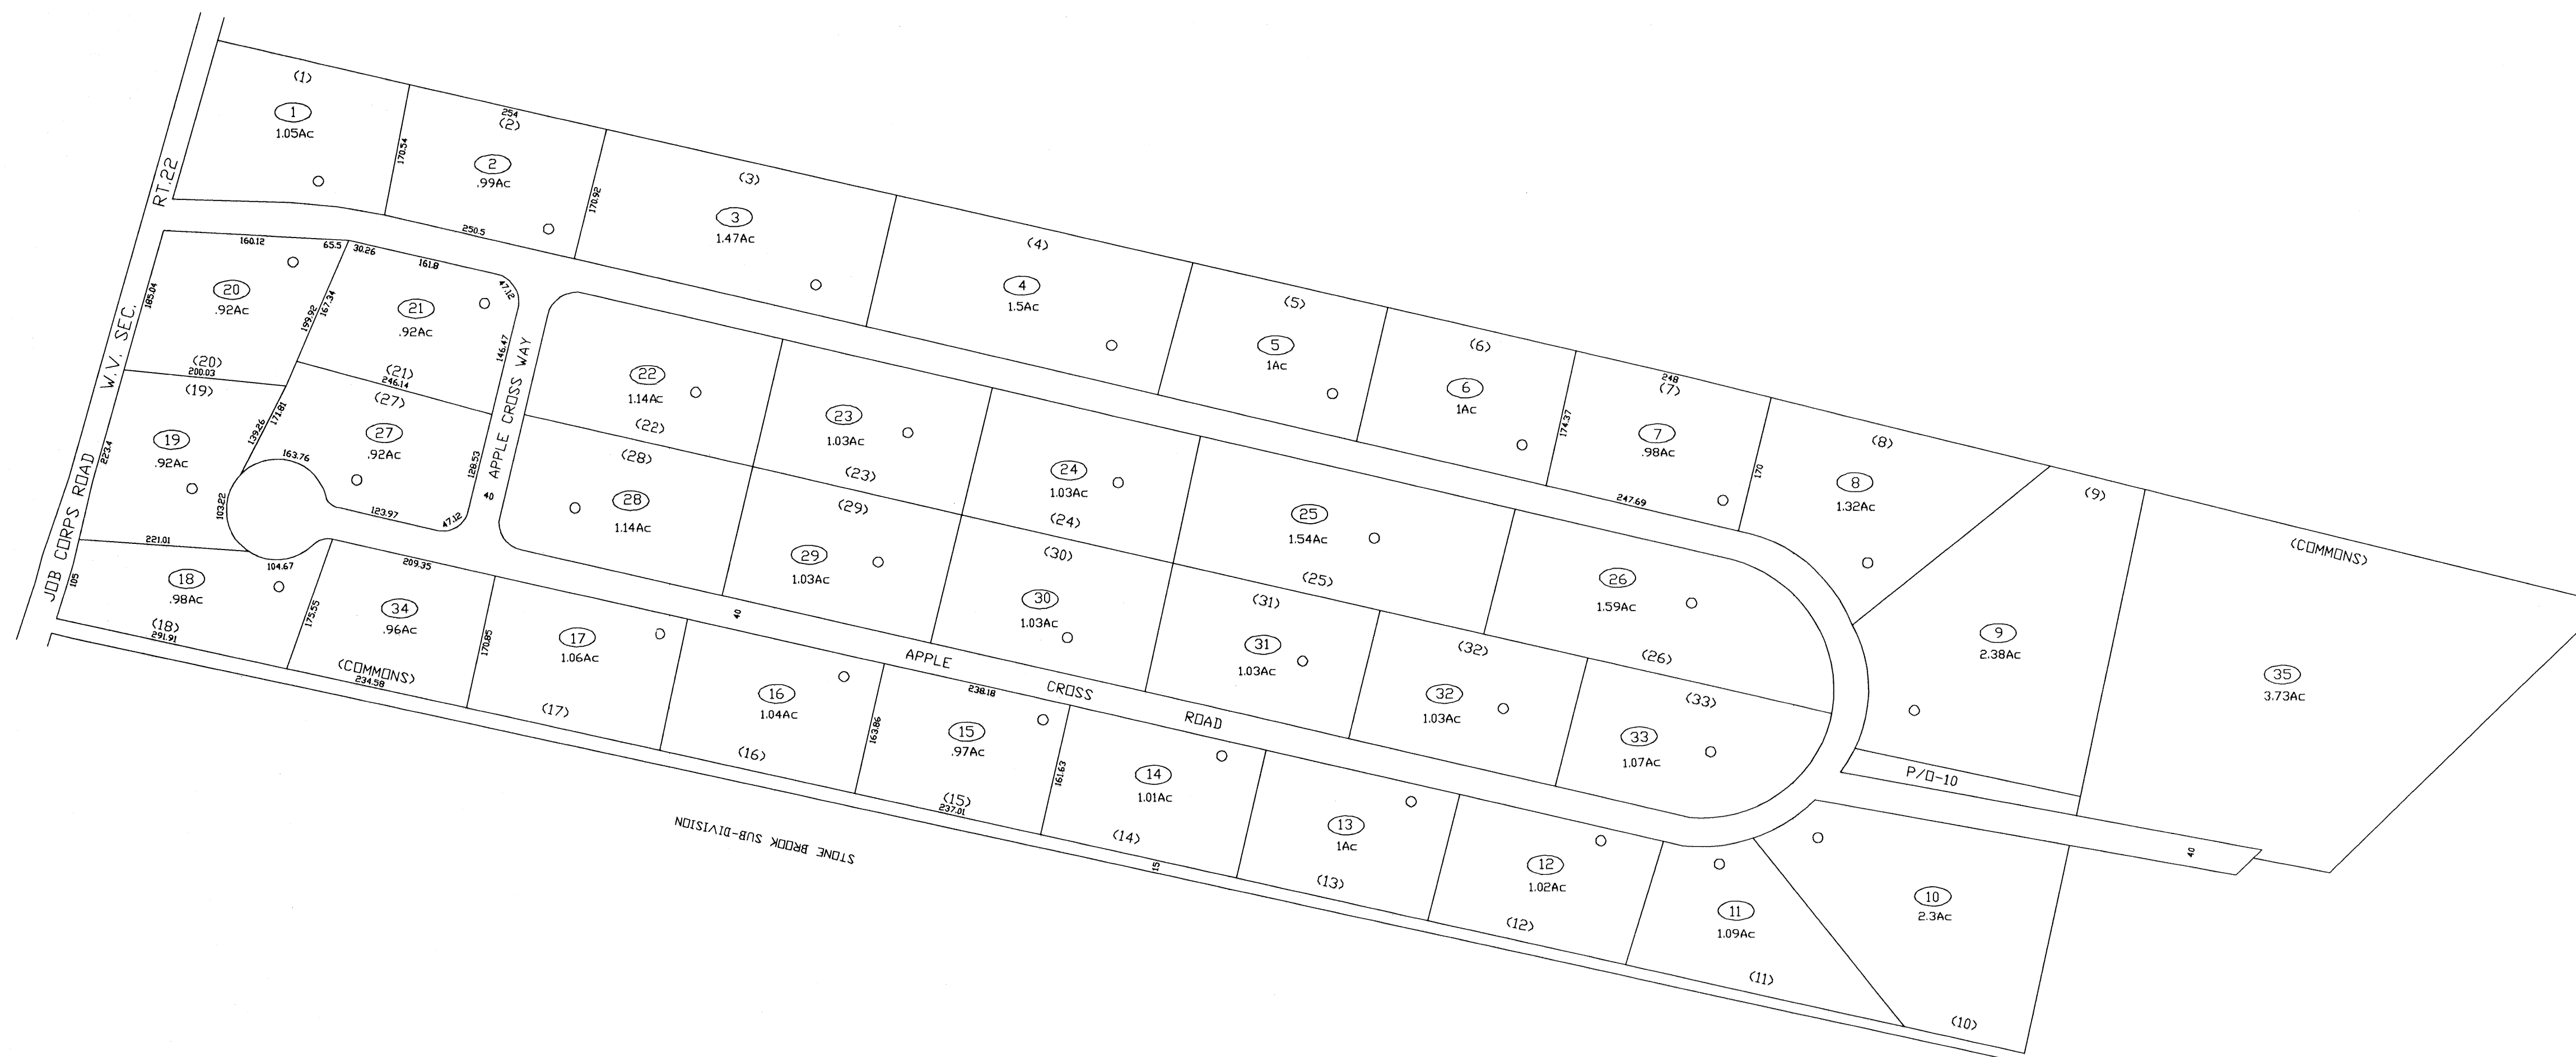 RT.22
W.V. SEC.
JOB CORPS ROAD
(1)
1
1.05Ac
170.54
254
(2)
2
.99Ac
250.5
170.92
(3)
3
1.47Ac
(4)
4
1.5Ac
(5)
5
1Ac
(6)
6
1Ac
174.37
248
(7)
7
.98Ac
247.69
170
(8)
8
1.32Ac
(9)
9
2.38Ac
(COMMONS)
35
3.73Ac
P/O-10
40
160.12
65.5
30.26
161.8
47.12
185.04
20
.92Ac
199.92
167.34
(20)
200.03
21
.92Ac
146.47
(21)
246.14
APPLE CROSS WAY
40
(19)
19
.92Ac
223.4
139.26
171.81
103.22
221.01
(27)
27
.92Ac
163.76
128.53
123.97
47.12
105
18
.98Ac
104.67
(18)
291.91
175.55
209.35
34
.96Ac
(COMMONS)
234.58
170.85
22
1.14Ac
(22)
(28)
28
1.14Ac
23
1.03Ac
(23)
(29)
29
1.03Ac
24
1.03Ac
(24)
(30)
30
1.03Ac
25
1.54Ac
(25)
(31)
31
1.03Ac
26
1.59Ac
(26)
(32)
32
1.03Ac
(33)
33
1.07Ac
40
APPLE
CROSS
ROAD
17
1.06Ac
(17)
16
1.04Ac
(16)
163.86
238.18
15
.97Ac
(15)
237.01
161.63
14
1.01Ac
(14)
15
13
1Ac
(13)
12
1.02Ac
(12)
11
1.09Ac
(11)
10
2.3Ac
(10)
STONE BROOK SUB-DIVISION